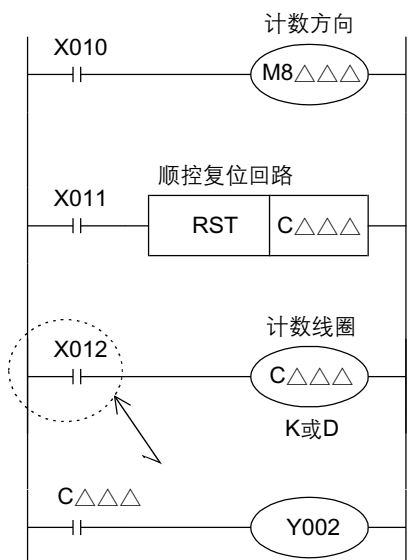 计数方向
X010
M8△△△
顺控复位回路
X011
RST
C△△△
计数线圈
X012
C△△△
K或D
C△△△
Y002